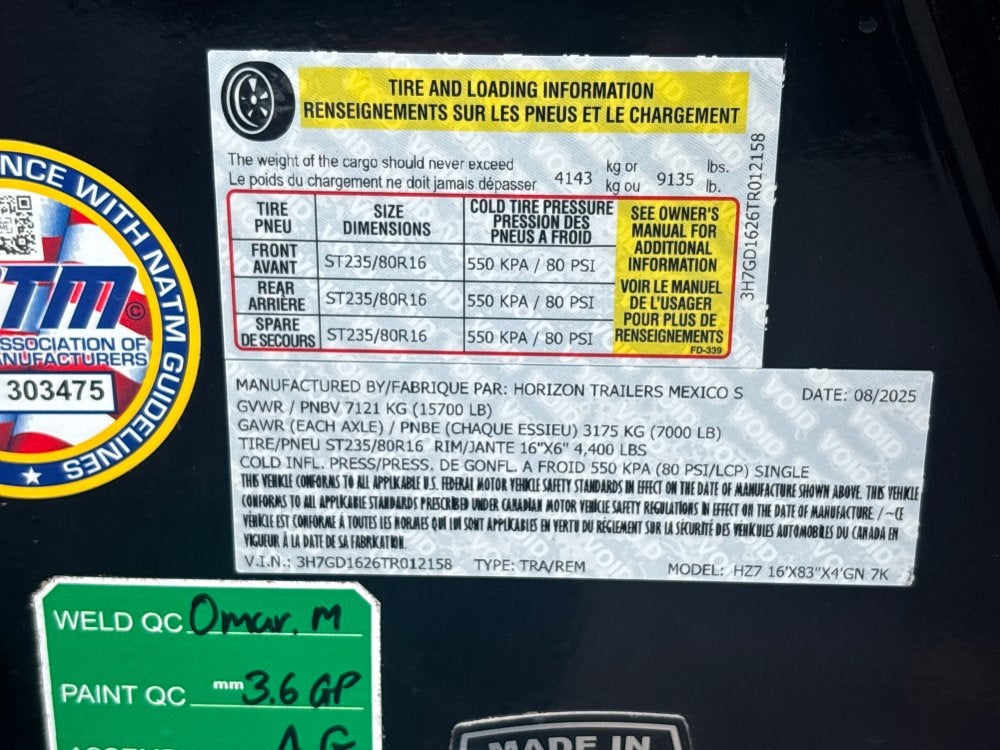 TIRE AND LOADING INFORMATION
RENSEIGNEMENTS SUR LES PNEUS ET LE CHARGEMENT
The weight of the cargo should never exceed 4143 kg or 9135 lbs.
Le poids du chargement ne doit jamais dépasser kg ou lb.
TIRE PNEU SIZE DIMENSIONS COLD TIRE PRESSURE PRESSION DES PNEUS A FROID
FRONT AVANT ST235/80R16 550 KPA / 80 PSI
REAR ARRIÈRE ST235/80R16 550 KPA / 80 PSI
SPARE DE SECOURS ST235/80R16 550 KPA / 80 PSI
SEE OWNER'S
MANUAL FOR
ADDITIONAL
INFORMATION
VOIR LE MANUEL
DE L'USAGER
POUR PLUS DE
RENSEIGNEMENTS
FD-339
3H7GD1626TR012158
MANUFACTURED BY/FABRIQUE PAR: HORIZON TRAILERS MEXICO S DATE: 08/2025
GVWR / PNBV 7121 KG (15700 LB)
GAWR (EACH AXLE) / PNBE (CHAQUE ESSIEU) 3175 KG (7000 LB)
TIRE/PNEU ST235/80R16 RIM/JANTE 16"X6" 4,400 LBS
COLD INFL. PRESS/PRESS. DE GONFL. A FROID 550 KPA (80 PSI/LCP) SINGLE
THIS VEHICLE CONFORMS TO ALL APPLICABLE U.S. FEDERAL MOTOR VEHICLE SAFETY STANDARDS IN EFFECT ON THE DATE OF MANUFACTURE SHOWN ABOVE. THIS VEHICLE
CONFORMS TO ALL APPLICABLE STANDARDS PRESCRIBED UNDER CANADIAN MOTOR VEHICLE SAFETY REGULATIONS IN EFFECT ON THE DATE OF MANUFACTURE. / ~CE
VEHICLE EST CONFORME À TOUTES LES NORMES QUI LUI SONT APPLICABLES EN VERTU DU RÉGLEMENT SUR LA SÉCURITÉ DES VEHICULES AUTOMOBILES DU CANADA EN
VIGUEUR À LA DATE DE SA FABRICATION.
V.I.N.: 3H7GD1626TR012158 TYPE: TRA/REM MODEL: HZ7 16'X83"X4'GN 7K
NCE WITH NATM GUIDELINES
TM ©
SSOCIATION OF
ANUFACTURERS
303475
WELD QC Omar. M
PAINT QC mm 3.6 GP
A G
MADE IN